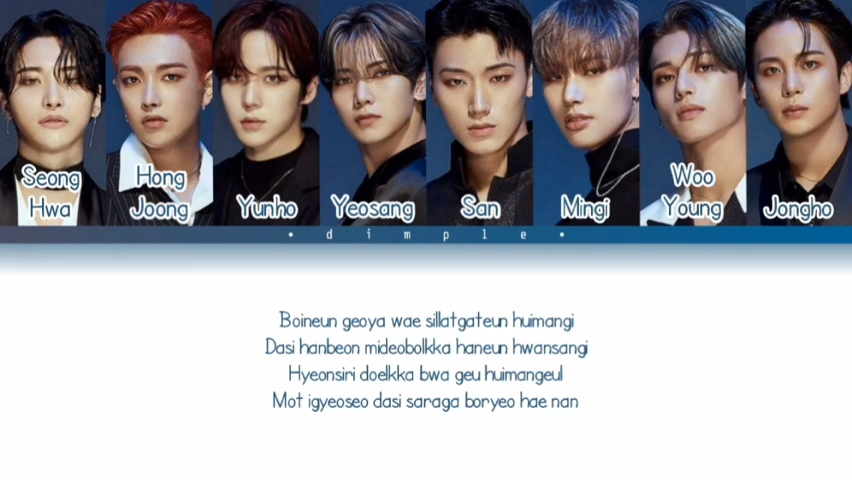 Seong
Hwa
Hong
Joong
Yunho
Yeosang
San
Mingi
Woo
Young
Jongho
• d i m p l e •
Boineun geoya wae sillatgateun huimangi
Dasi hanbeon mideobolkka haneun hwansangi
Hyeonsiri doelkka bwa geu huimangeul
Mot igyeoseo dasi saraga boryeo hae nan